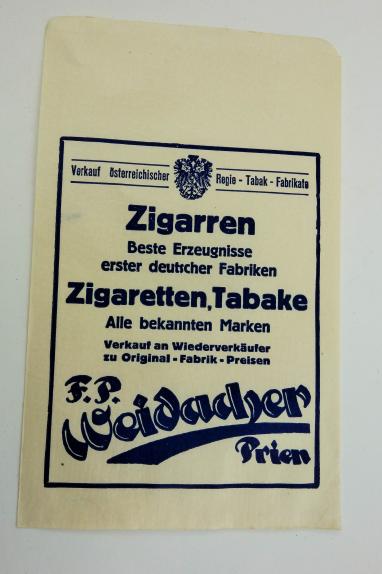 Verkauf österreichischer Regie - Tabak - Fabrikate
Zigarren
Beste Erzeugnisse
erster deutscher Fabriken
Zigaretten, Tabake
Alle bekannten Marken
Verkauf an Wiederverkäufer
zu Original - Fabrik - Preisen
F. P.
Weidacher
Prien